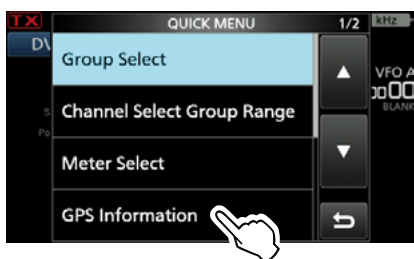 TX
QUICK MENU
1/2
kHz
DV
Group Select
VFO A
Channel Select Group Range
BLANK
Meter Select
GPS Information